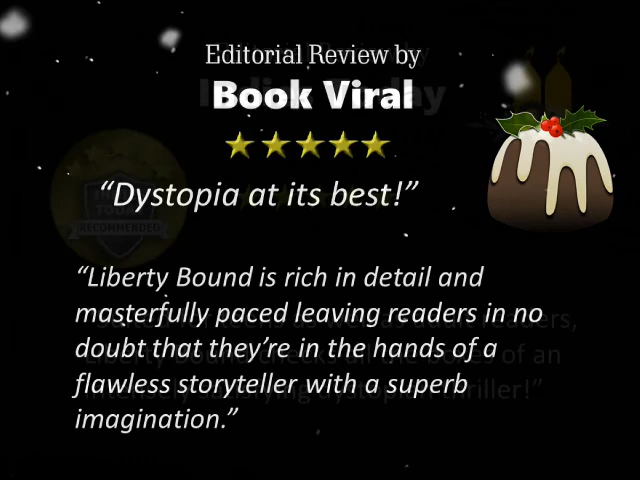 Editorial Review by
Book Viral
“Dystopia at its best!”
“Liberty Bound is rich in detail and
masterfully paced leaving readers in no
doubt that they’re in the hands of a
flawless storyteller with a superb
imagination.”
RECOMMENDED